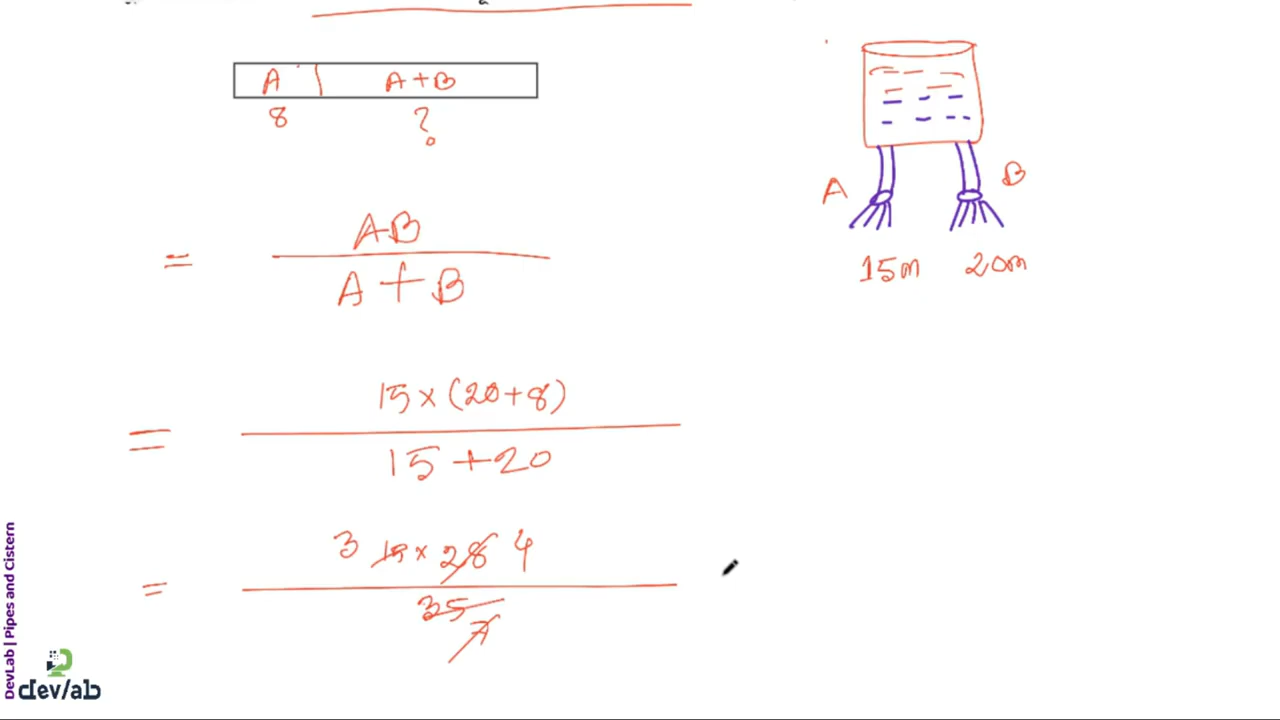 A A+B
8 ?
A B
= AB
A+B
15m 20m
= 15×(20+8)
15+20
= 3 15×28 4
35
7
DevLab | Pipes and Cistern
dev/ab